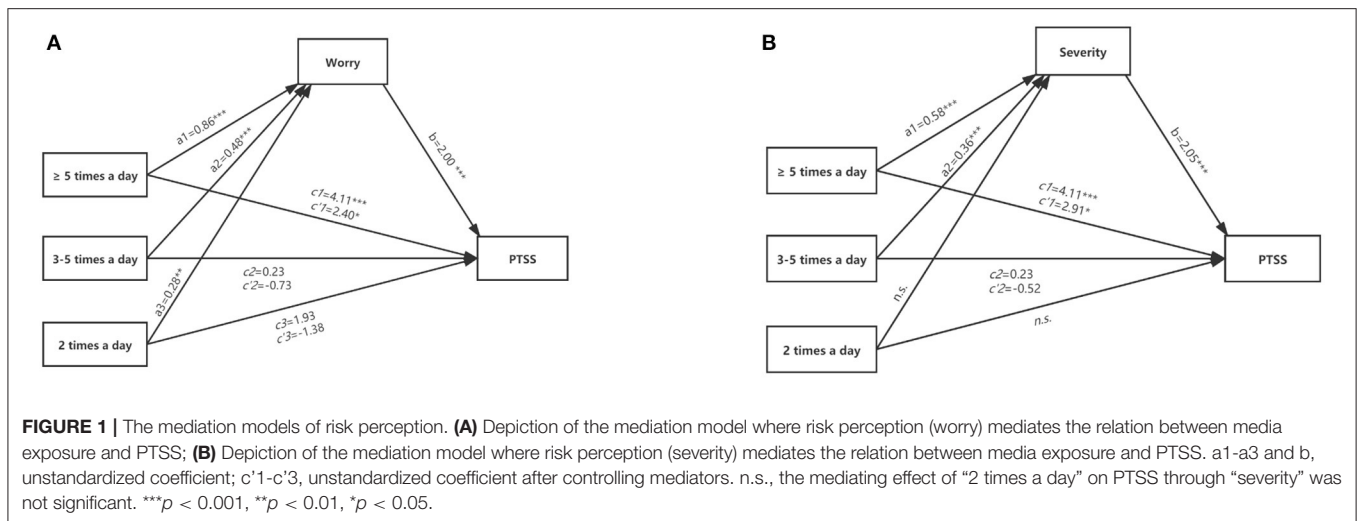 A
Worry
a1=0.86***
a2=0.48***
a3=0.28**
b=2.00 ***
≥ 5 times a day
c1=4.11***
c'1=2.40*
3-5 times a day
c2=0.23
c'2=-0.73
PTSS
2 times a day
c3=1.93
c'3=-1.38
B
Severity
a1=0.58***
a2=0.36***
n.s.
b=2.05***
≥ 5 times a day
c1=4.11***
c'1=2.91*
3-5 times a day
c2=0.23
c'2=-0.52
PTSS
2 times a day
n.s.
FIGURE 1 | The mediation models of risk perception. (A) Depiction of the mediation model where risk perception (worry) mediates the relation between media
exposure and PTSS; (B) Depiction of the mediation model where risk perception (severity) mediates the relation between media exposure and PTSS. a1-a3 and b,
unstandardized coefficient; c'1-c'3, unstandardized coefficient after controlling mediators. n.s., the mediating effect of “2 times a day” on PTSS through “severity” was
not significant. ***p < 0.001, **p < 0.01, *p < 0.05.